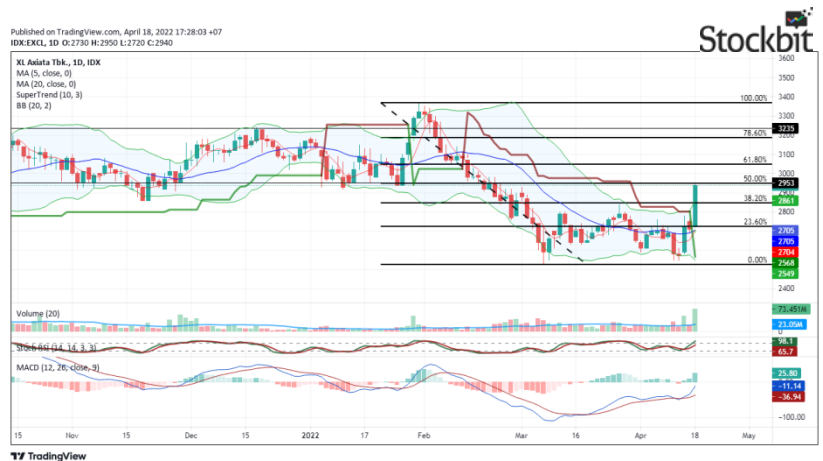 Published on TradingView.com, April 18, 2022 17:28:03 +07
IDX:EXCL, 1D O:2730 H:2950 L:2720 C:2940
Stockbit
XL Axiata Tbk., 1D, IDX
MA (5, close, 0)
MA (20, close, 0)
SuperTrend (10, 3)
BB (20, 2)
100.00%
78.60%
61.80%
50.00%
38.20%
23.60%
0.00%
3600
3500
3400
3300
3235
3200
3100
3000
2953
2861
2800
2705
2705
2704
2568
2549
2400
Volume (20)
73.451M
23.05M
0
Stoch RSI (14, 14, 3, 3)
98.1
65.7
MACD (12, 26, close, 9)
25.80
-11.14
-36.94
-100.00
15 Nov 15 Dec 15 2022 17 Feb Mar 16 Apr 18 May
TradingView